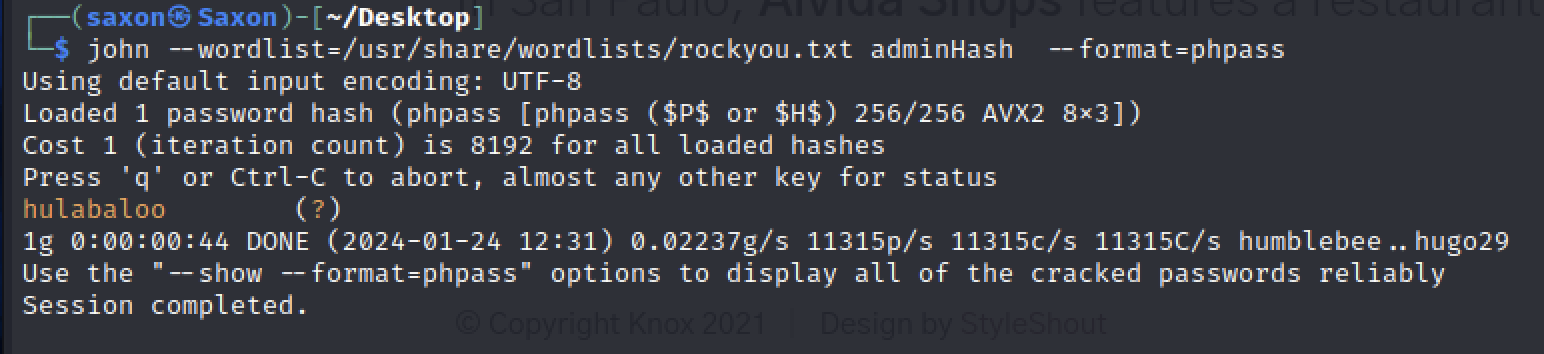 in San Paulo, Alvida Shops features a restaurant
┌──(saxon㉿Saxon)-[~/Desktop]
└─$ john --wordlist=/usr/share/wordlists/rockyou.txt adminHash  --format=phpass
Using default input encoding: UTF-8
Loaded 1 password hash (phpass [phpass ($P$ or $H$) 256/256 AVX2 8×3])
Cost 1 (iteration count) is 8192 for all loaded hashes
Press 'q' or Ctrl-C to abort, almost any other key for status
hulabaloo        (?)
1g 0:00:00:44 DONE (2024-01-24 12:31) 0.02237g/s 11315p/s 11315c/s 11315C/s humblebee..hugo29
Use the "--show --format=phpass" options to display all of the cracked passwords reliably
Session completed.
© Copyright Knox 2021 | Design by StyleShout